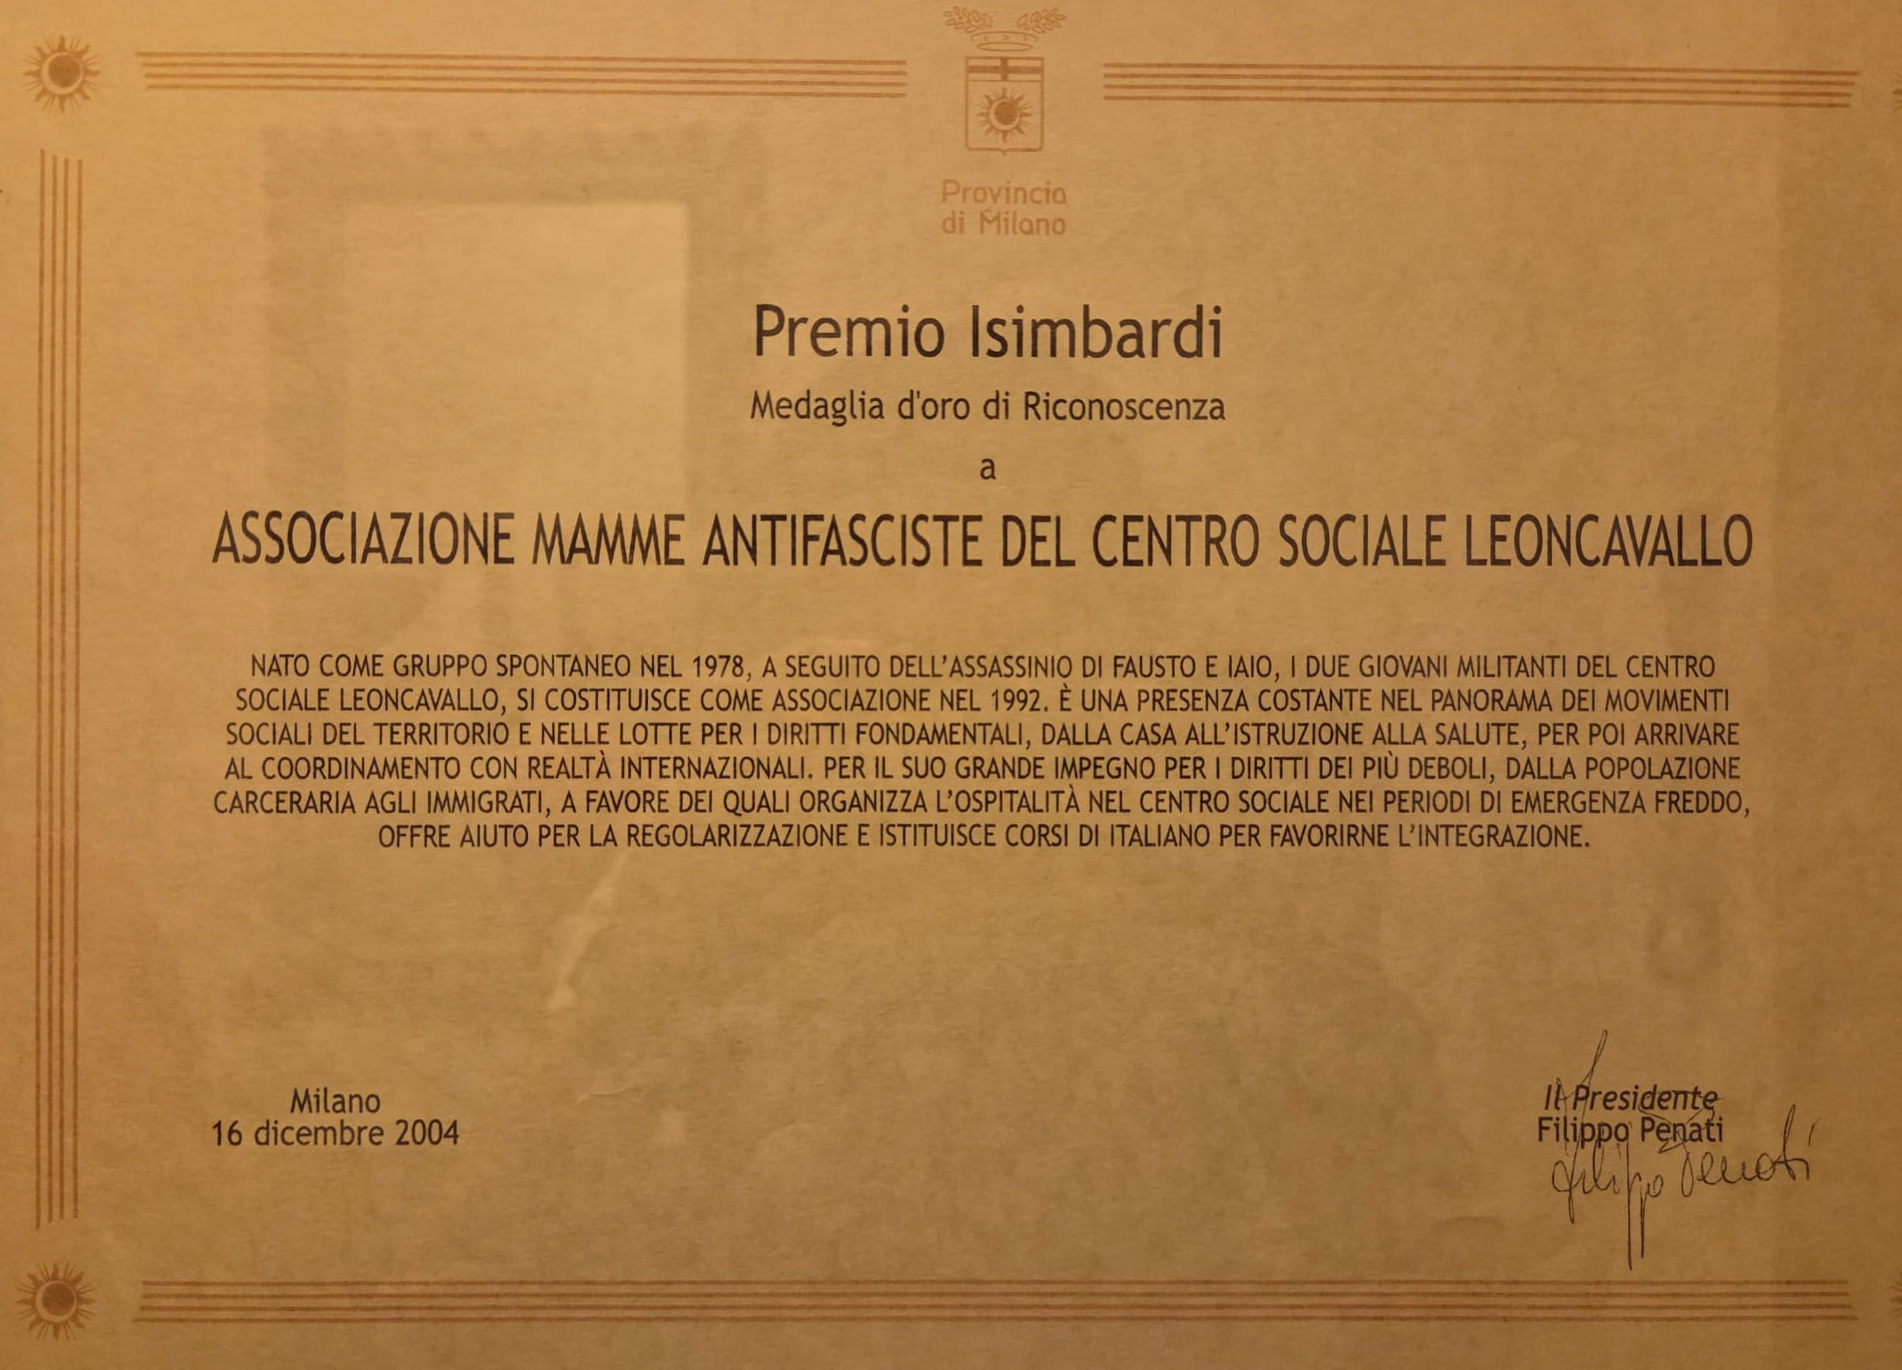 Provincia
di Milano
Premio Isimbardi
Medaglia d'oro di Riconoscenza
a
ASSOCIAZIONE MAMME ANTIFASCISTE DEL CENTRO SOCIALE LEONCAVALLO
NATO COME GRUPPO SPONTANEO NEL 1978, A SEGUITO DELL'ASSASSINIO DI FAUSTO E IAIO, I DUE GIOVANI MILITANTI DEL CENTRO
SOCIALE LEONCAVALLO, SI COSTITUISCE COME ASSOCIAZIONE NEL 1992. È UNA PRESENZA COSTANTE NEL PANORAMA DEI MOVIMENTI
SOCIALI DEL TERRITORIO E NELLE LOTTE PER I DIRITTI FONDAMENTALI, DALLA CASA ALL'ISTRUZIONE ALLA SALUTE, PER POI ARRIVARE
AL COORDINAMENTO CON REALTÀ INTERNAZIONALI. PER IL SUO GRANDE IMPEGNO PER I DIRITTI DEI PIÙ DEBOLI, DALLA POPOLAZIONE
CARCERARIA AGLI IMMIGRATI, A FAVORE DEI QUALI ORGANIZZA L'OSPITALITÀ NEL CENTRO SOCIALE NEI PERIODI DI EMERGENZA FREDDO,
OFFRE AIUTO PER LA REGOLARIZZAZIONE E ISTITUISCE CORSI DI ITALIANO PER FAVORIRNE L'INTEGRAZIONE.
Milano
16 dicembre 2004
Il Presidente
Filippo Penati
Filippo Penati